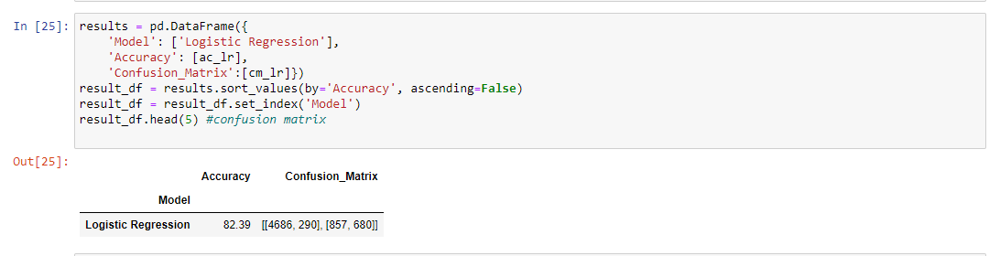 In [25]: results = pd.DataFrame({
    'Model': ['Logistic Regression'],
    'Accuracy': [ac_lr],
    'Confusion_Matrix':[cm_lr]})
result_df = results.sort_values(by='Accuracy', ascending=False)
result_df = result_df.set_index('Model')
result_df.head(5) #confusion matrix
Out[25]:
Accuracy Confusion_Matrix
Model
Logistic Regression 82.39 [[4686, 290], [857, 680]]